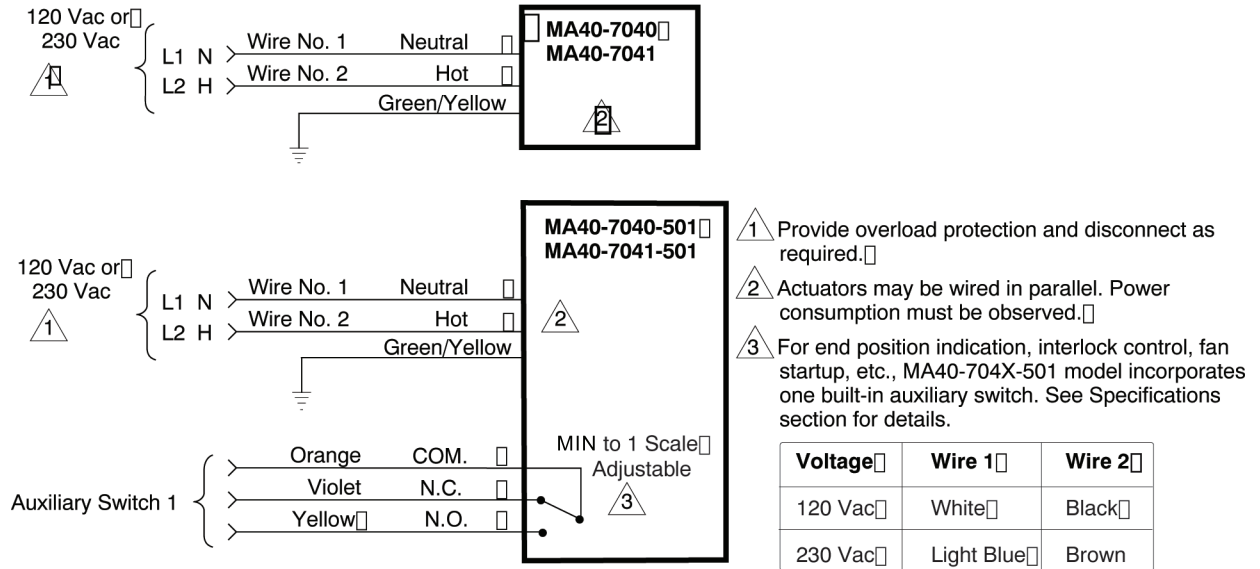 120 Vac or
230 Vac
1
L1 N
L2 H
Wire No. 1
Neutral
Wire No. 2
Hot
Green/Yellow
MA40-7040
MA40-7041
2
120 Vac or
230 Vac
1
L1 N
L2 H
Wire No. 1
Neutral
Wire No. 2
Hot
Green/Yellow
MA40-7040-501
MA40-7041-501
2
MIN to 1 Scale
Adjustable
3
Auxiliary Switch 1
Orange
COM.
Violet
N.C.
Yellow
N.O.
1 Provide overload protection and disconnect as
required.
2 Actuators may be wired in parallel. Power
consumption must be observed.
3 For end position indication, interlock control, fan
startup, etc., MA40-704X-501 model incorporates
one built-in auxiliary switch. See Specifications
section for details.
Voltage Wire 1 Wire 2
120 Vac White Black
230 Vac Light Blue Brown